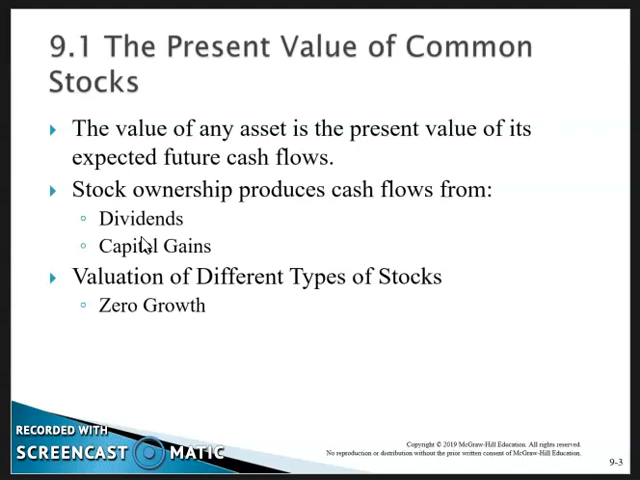 9.1 The Present Value of Common
Stocks
The value of any asset is the present value of its
expected future cash flows.
Stock ownership produces cash flows from:
Dividends
Capital Gains
Valuation of Different Types of Stocks
Zero Growth
RECORDED WITH
SCREENCAST MATIC
Copyright © 2019 McGraw-Hill Education. All rights reserved.
No reproduction or distribution without the prior written consent of McGraw-Hill Education.
9-3